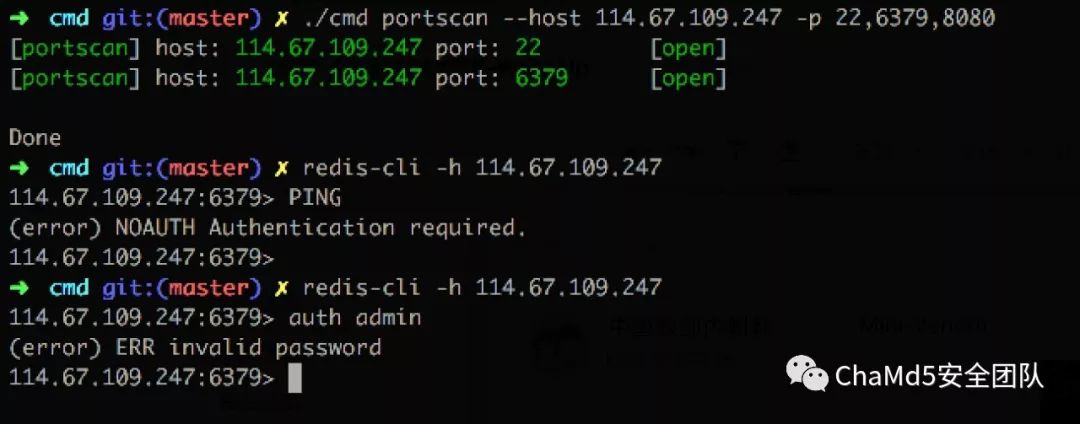 ➜ cmd git:(master) ✗ ./cmd portscan --host 114.67.109.247 -p 22,6379,8080
[portscan] host: 114.67.109.247 port: 22 [open]
[portscan] host: 114.67.109.247 port: 6379 [open]
Done
➜ cmd git:(master) ✗ redis-cli -h 114.67.109.247
114.67.109.247:6379> PING
(error) NOAUTH Authentication required.
114.67.109.247:6379>
➜ cmd git:(master) ✗ redis-cli -h 114.67.109.247
114.67.109.247:6379> auth admin
(error) ERR invalid password
114.67.109.247:6379>
ChaMd5安全团队